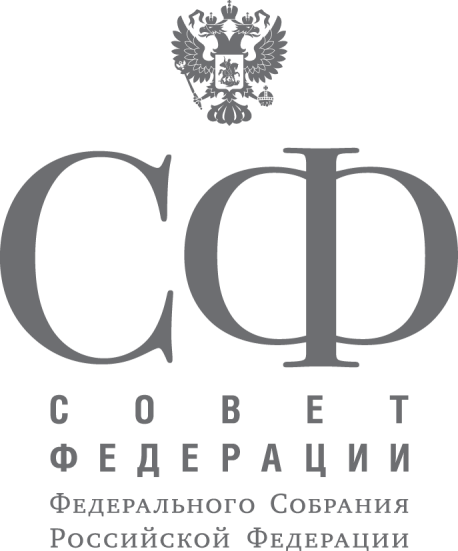 СФ
СОВЕТ
ФЕДЕРАЦИИ
Федерального Собрания
Российской Федерации